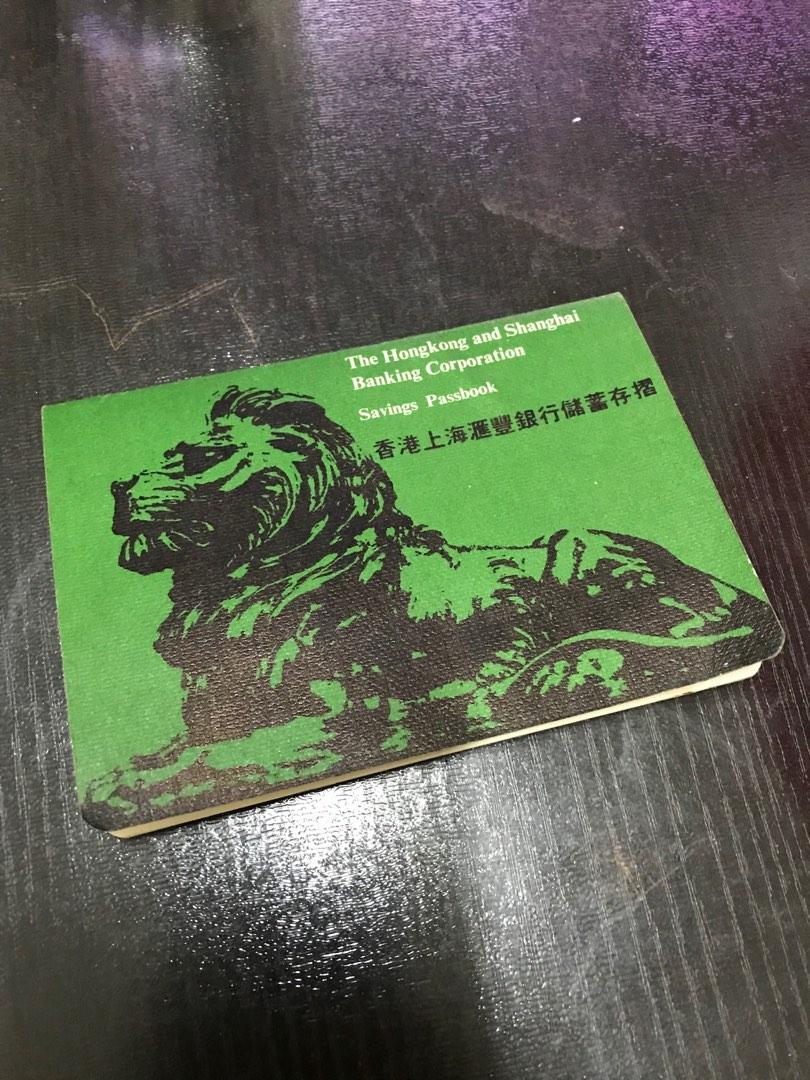 The Hongkong and Shanghai
Banking Corporation
Savings Passbook
香港上海滙豐銀行儲蓄存摺